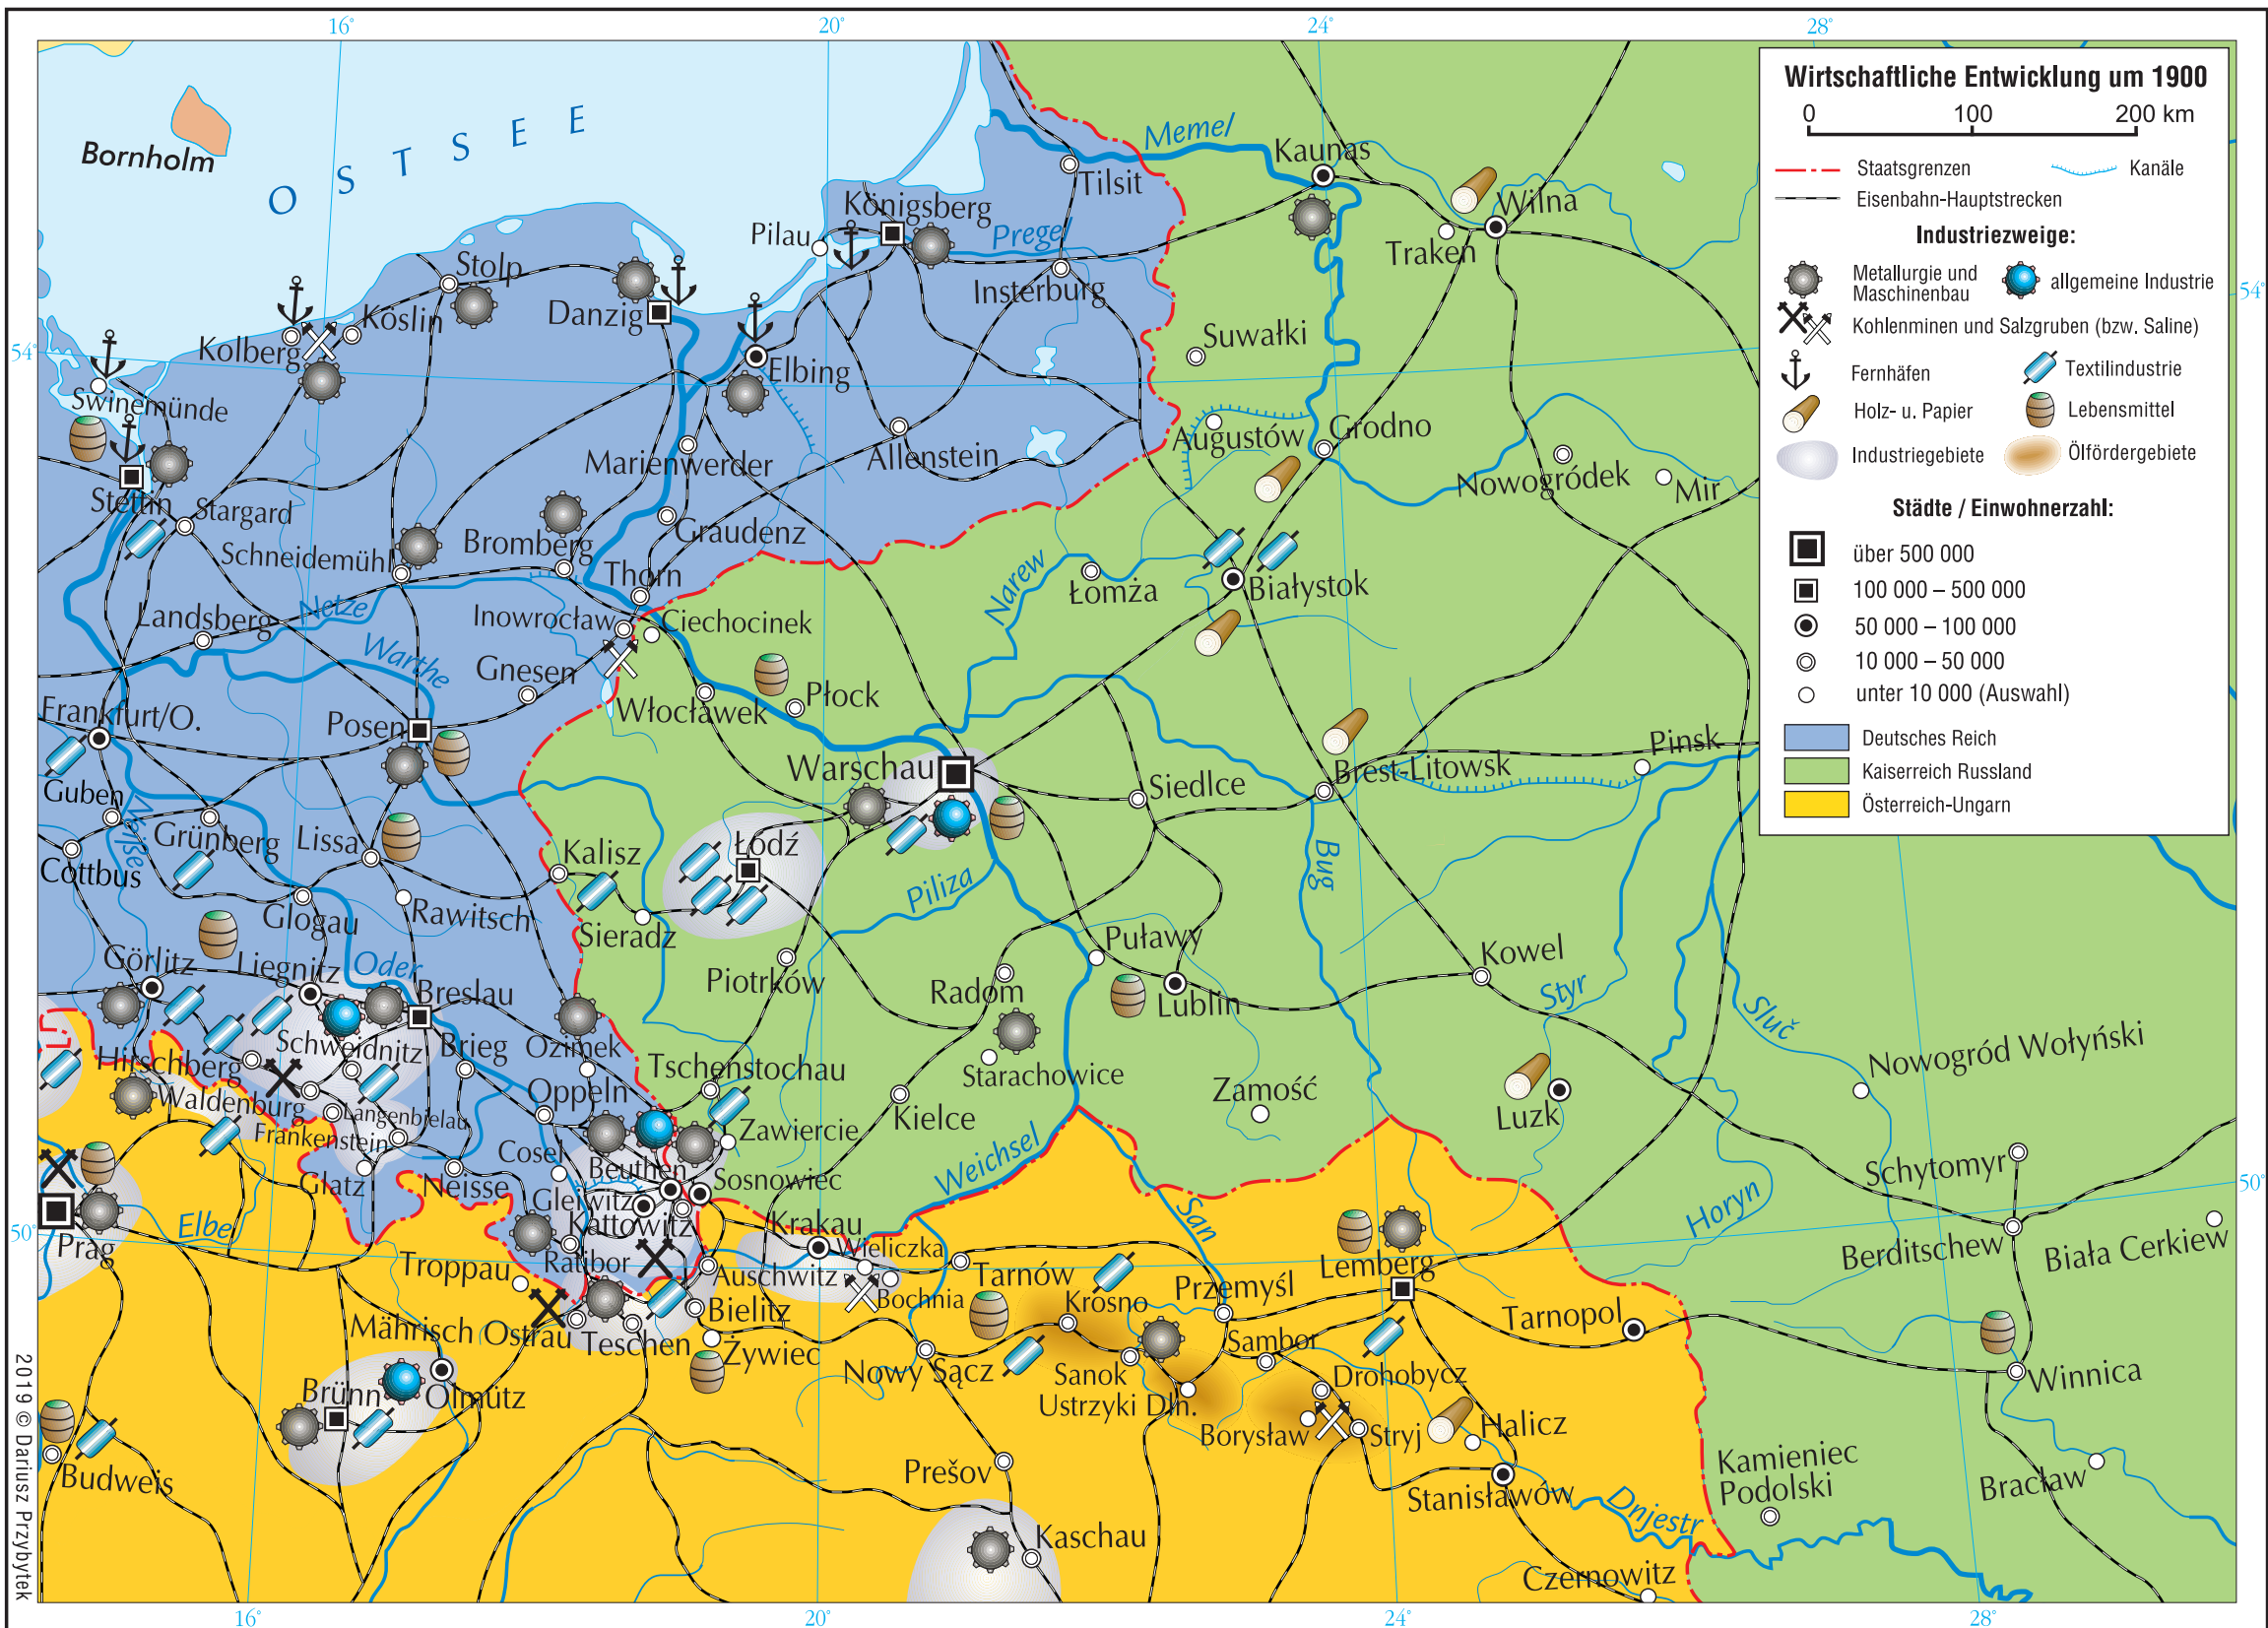 16°
20°
24°
28°
Wirtschaftliche Entwicklung um 1900
0 100 200 km
Staatsgrenzen
Kanäle
Eisenbahn-Hauptstrecken
Industriezweige:
Metallurgie und
Maschinenbau
allgemeine Industrie
Kohlenminen und Salzgruben (bzw. Saline)
Fernhäfen
Textilindustrie
Holz- u. Papier
Lebensmittel
Industriegebiete
Ölfördergebiete
Städte / Einwohnerzahl:
über 500 000
100 000 – 500 000
50 000 – 100 000
10 000 – 50 000
unter 10 000 (Auswahl)
Deutsches Reich
Kaiserreich Russland
Österreich-Ungarn
Bornholm
OSTSEE
Memel
Kaunas
Tilsit
Wilna
Königsberg
Pilau
Pregel
Traken
Stolp
Insterburg
54°
Danzig
Köslin
Suwałki
Kolberg
54°
Elbing
Swinemünde
Augustów
Grodno
Marienwerder
Allenstein
Nowogródek
Mir
Stettin
Stargard
Graudenz
Bromberg
Schneidemühl
Thorn
Narew
Łomża
Białystok
Netze
Landsberg
Inowrocław
Ciechocinek
Warthe
Gnesen
Płock
Włocławek
Frankfurt/O.
Posen
Pinsk
Warschau
Brest-Litowsk
Siedlce
Guben
Neiße
Grünberg
Lissa
Łódź
Kalisz
Bug
Cottbus
Piliza
Glogau
Rawitsch
Sieradz
Puławy
Kowel
Görlitz
Liegnitz
Oder
Piotrków
Breslau
Radom
Lublin
Styr
Sluč
Schweidnitz
Brieg
Ozimek
Hirschberg
Tschenstochau
Starachowice
Nowogród Wołyński
Oppeln
Zamość
Waldenburg
Langenbielau
Kielce
Luzk
Frankenstein
Zawiercie
Cosel
Beuthen
Weichsel
Schytomyr
Glatz
Neisse
Sosnowiec
50°
Gleiwitz
San
Horyn
Elbe
Kattowitz
Krakau
50°
Prag
Wieliczka
Berditschew
Biała Cerkiew
Ratibor
Lemberg
Troppau
Auschwitz
Tarnów
Przemyśl
Bochnia
Krosno
Bielitz
Tarnopol
Mährisch Ostrau
Teschen
Żywiec
Sambor
Nowy Sącz
Sanok
Drohobycz
Winnica
Brünn
Olmütz
Ustrzyki Dln.
Borysław
Stryj
Halicz
Budweis
Prešov
Kamieniec
Podolski
Bracław
Stanisławów
Dnjestr
Kaschau
Czernowitz
16°
20°
24°
28°
2019 © Dariusz Przybytek